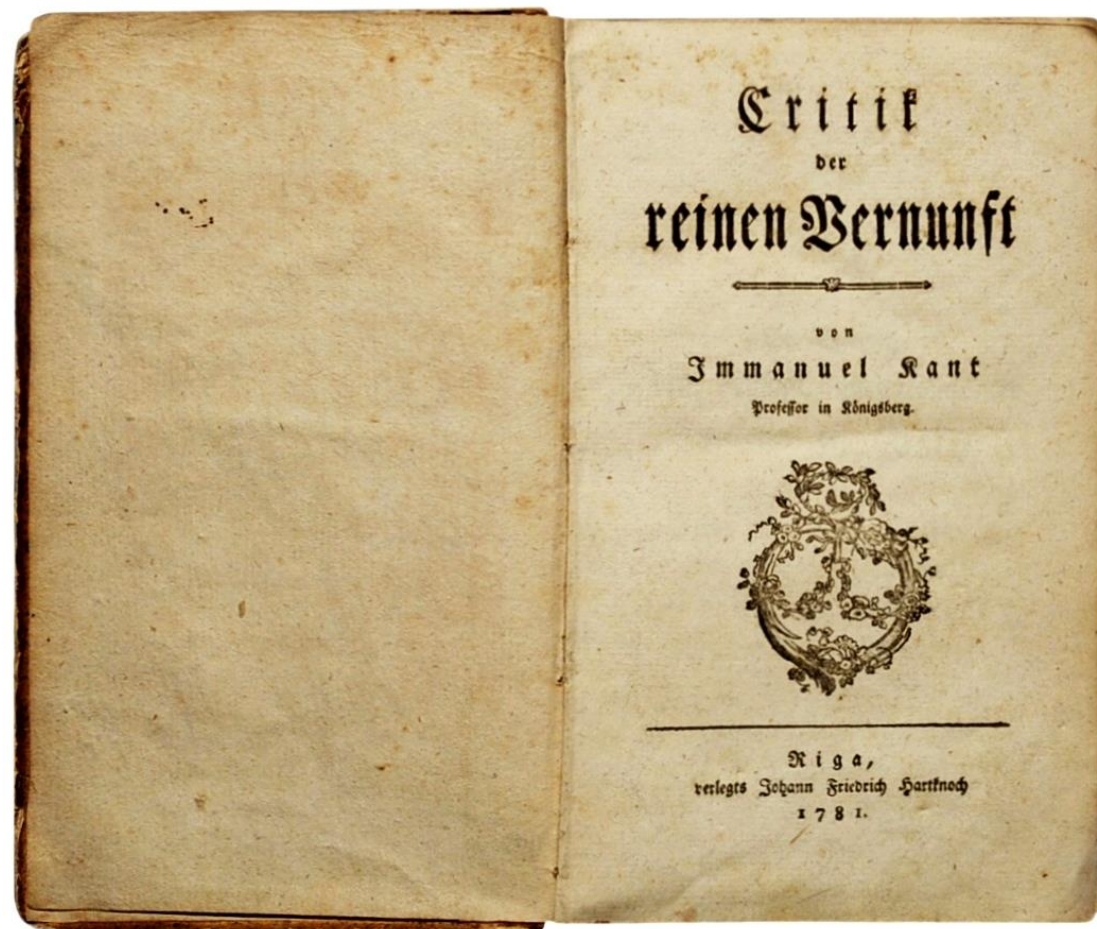 Critik
der
reinen Vernunft
von
Immanuel Kant
Professor in Königsberg.
Riga,
verlegts Johann Friedrich Hartknoch
1781.